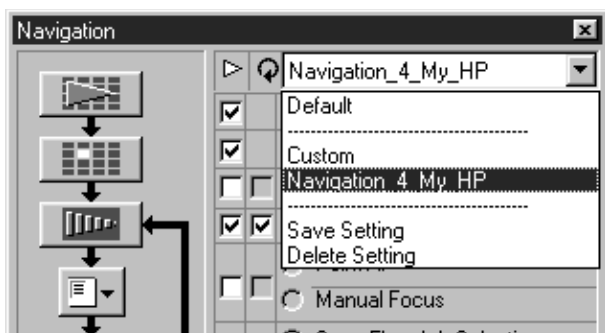 Navigation
Navigation_4_My_HP
Default
Custom
Navigation_4_My_HP
Save Setting
Delete Setting
Manual Focus